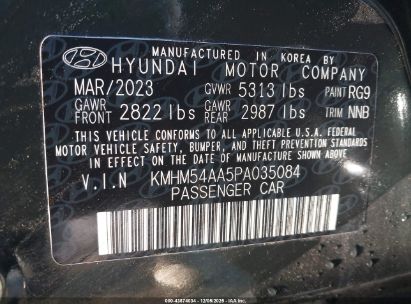 MANUFACTURED IN KOREA BY
HYUNDAI MOTOR COMPANY
MAR/2023 GVWR 5313 lbs PAINT RG9
GAWR FRONT 2822 lbs GAWR REAR 2987 lbs TRIM NNB
THIS VEHICLE CONFORMS TO ALL APPLICABLE U.S.A. FEDERAL
MOTOR VEHICLE SAFETY, BUMPER, AND THEFT PREVENTION
STANDARDS IN EFFECT ON THE DATE OF MANUFACTURE SHOWN ABOVE.
V.I.N KMHM54AA5PA035084
PASSENGER CAR